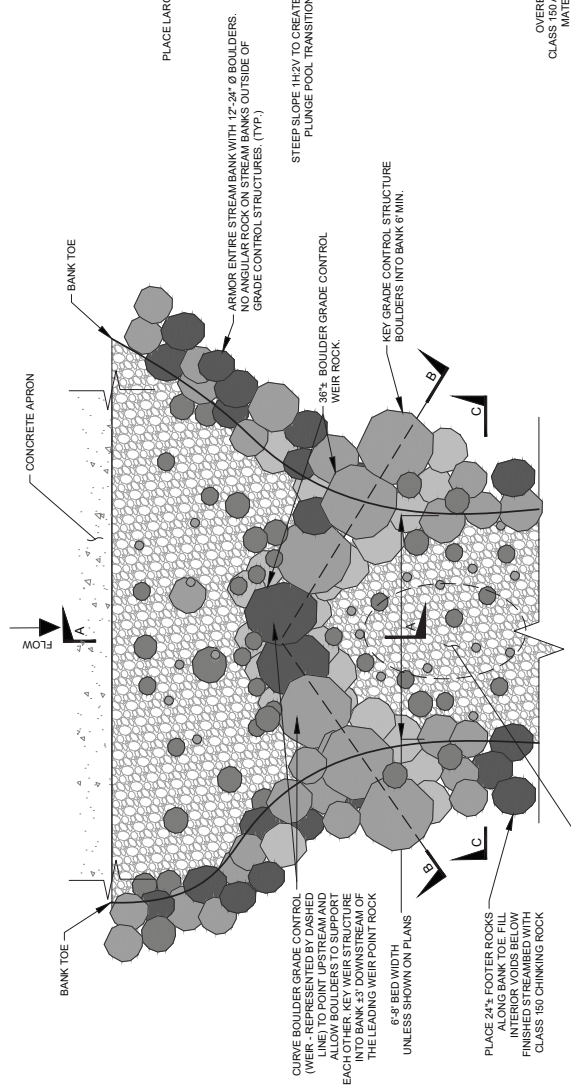 PLACE LARG
OVERE
CLASS 150 A
MATE
CONCRETE APRON
BANK TOE
ARMOR ENTIRE STREAM BANK WITH 12"-24" Ø BOULDERS.
NO ANGULAR ROCK ON STREAM BANKS OUTSIDE OF
GRADE CONTROL STRUCTURES. (TYP.)
STEEP SLOPE 1H:2V TO CREATE
PLUNGE POOL TRANSITION
FLOW
A
36"± BOULDER GRADE CONTROL
WEIR ROCK.
KEY GRADE CONTROL STRUCTURE
BOULDERS INTO BANK 6' MIN.
B
C
A
BANK TOE
CURVE BOULDER GRADE CONTROL
(WEIR - REPRESENTED BY DASHED
LINE) TO POINT UPSTREAM AND
ALLOW BOULDERS TO SUPPORT
EACH OTHER. KEY WEIR STRUCTURE
INTO BANK ±3' DOWNSTREAM OF
THE LEADING WEIR POINT ROCK
6'-8' BED WIDTH
UNLESS SHOWN ON PLANS
B
C
PLACE 24"± FOOTER ROCKS
ALONG BANK TOE. FILL
INTERIOR VOIDS BELOW
FINISHED STREAMBED WITH
CLASS 150 CHINKING ROCK